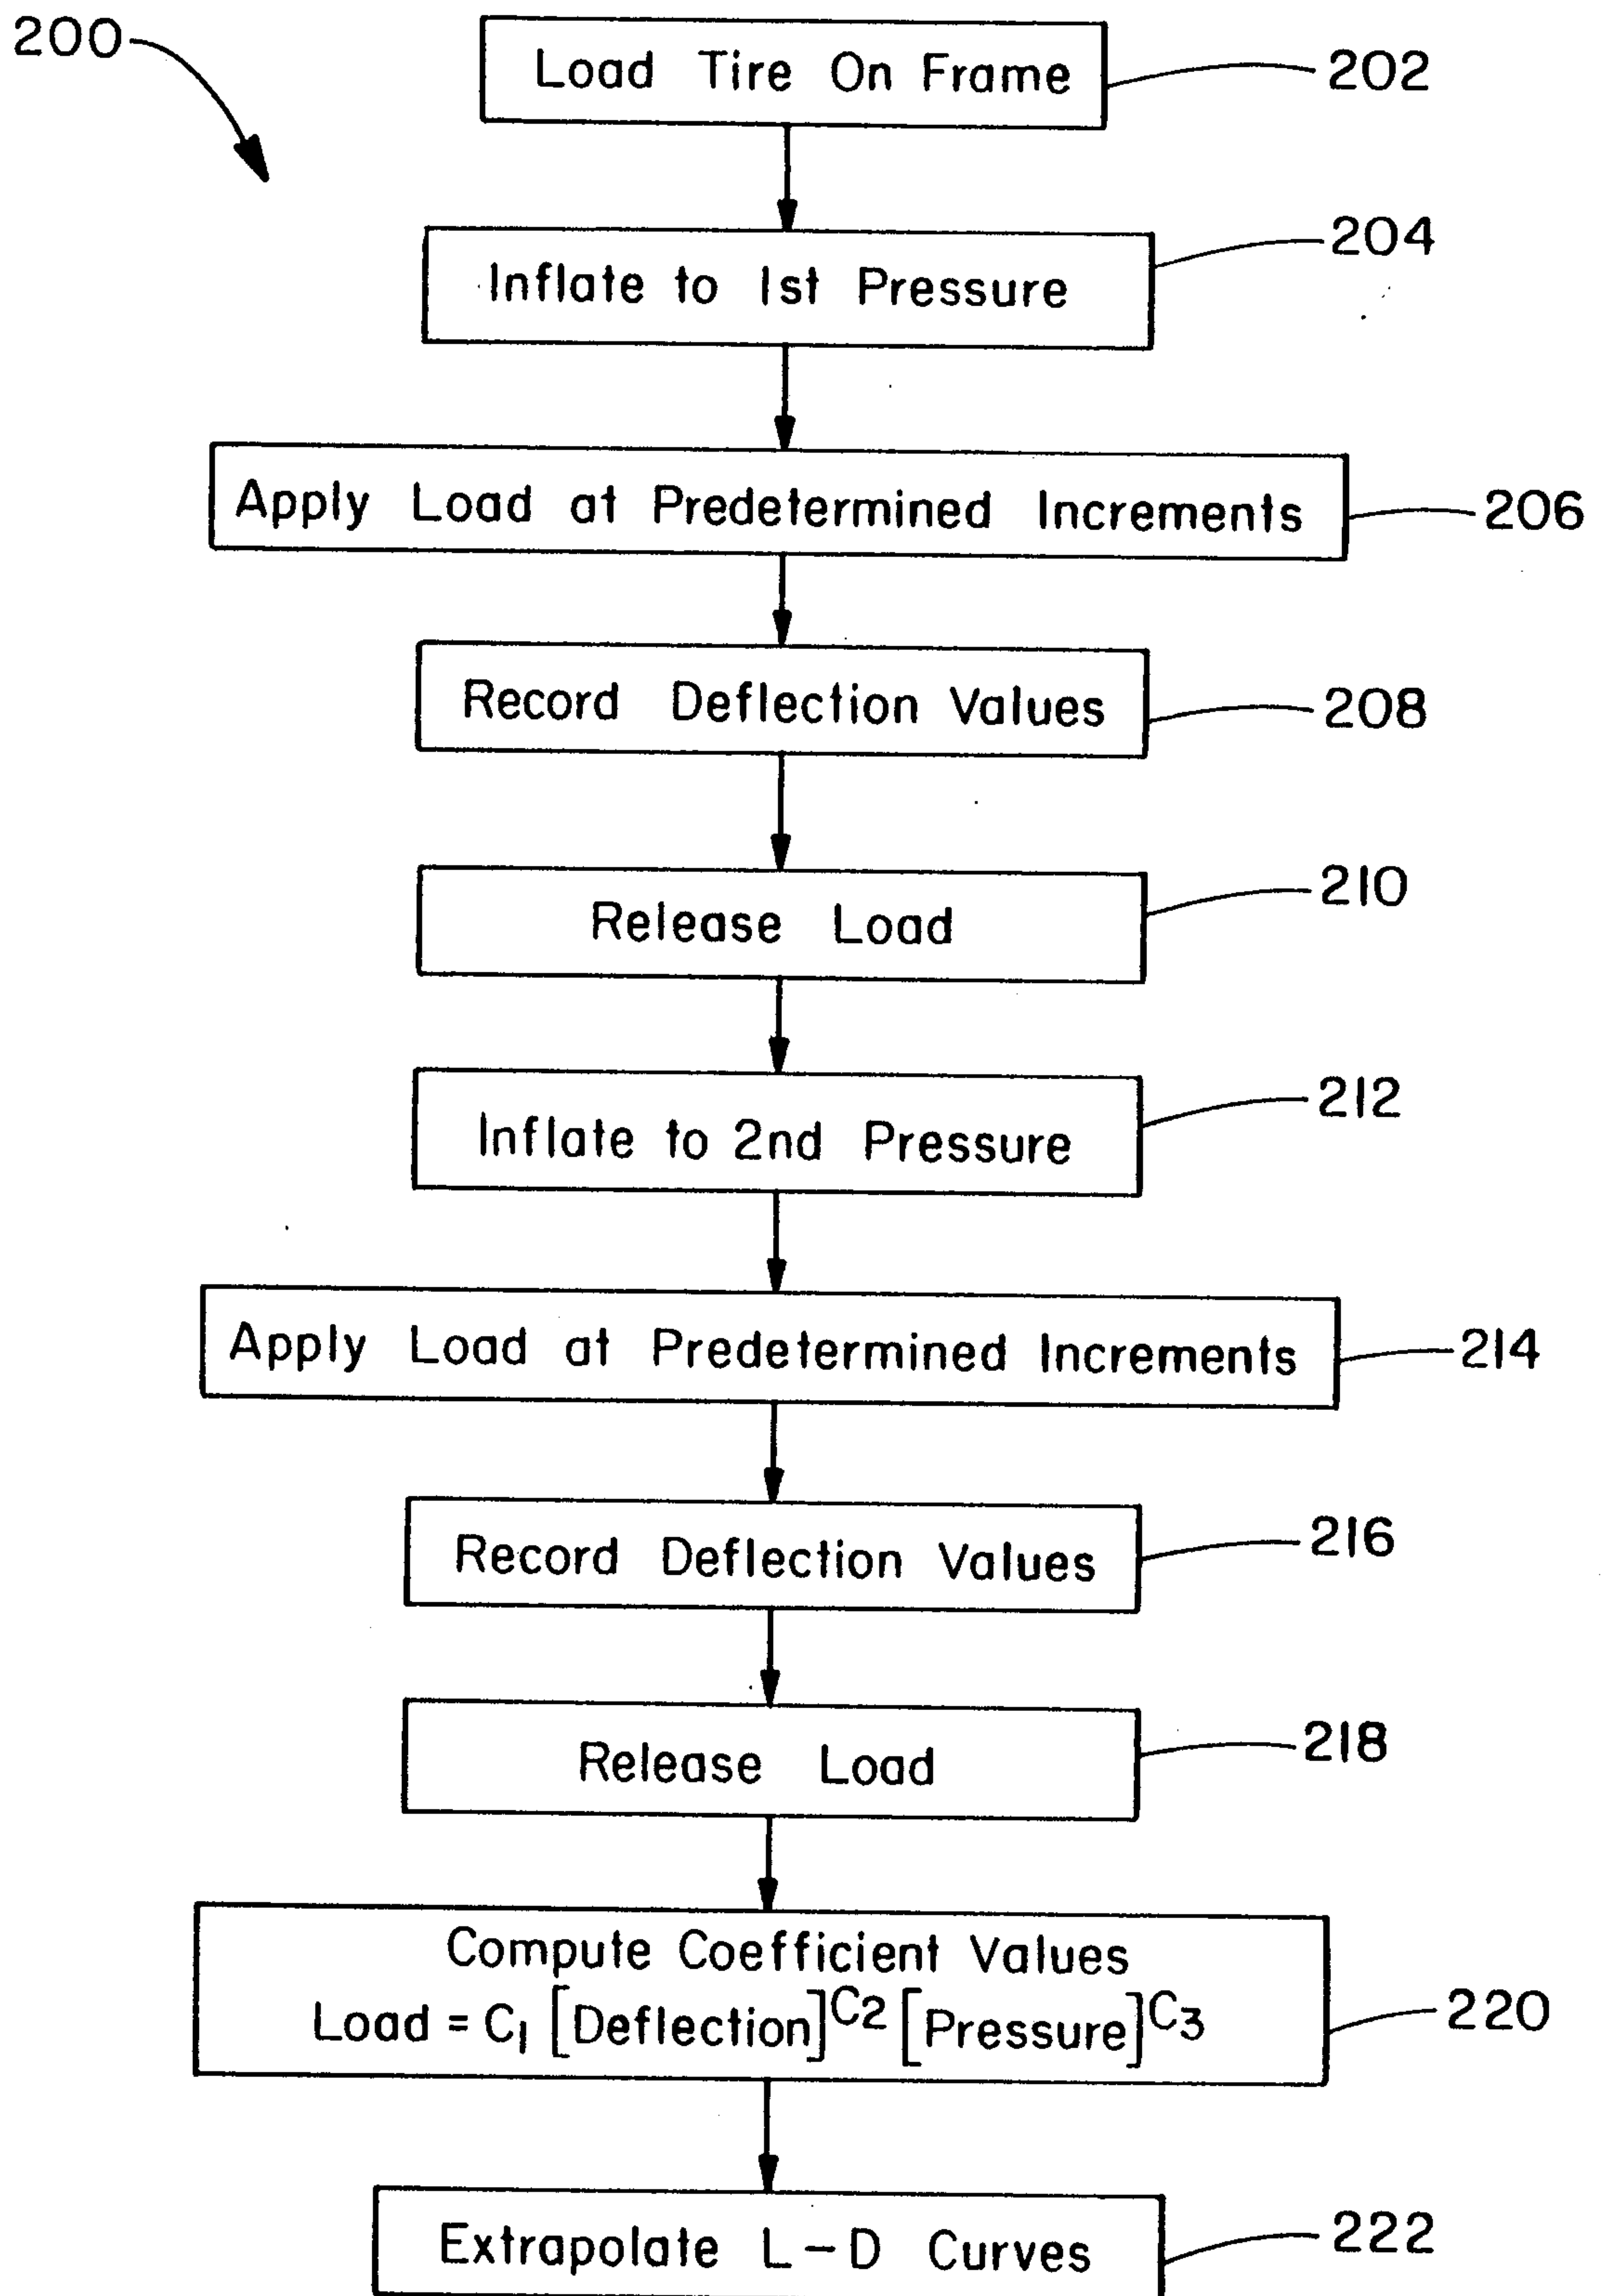 200
Load Tire On Frame
202
Inflate to 1st Pressure
204
Apply Load at Predetermined Increments
206
Record Deflection Values
208
Release Load
210
Inflate to 2nd Pressure
212
Apply Load at Predetermined Increments
214
Record Deflection Values
216
Release Load
218
Compute Coefficient Values
Load = C₁ [Deflection]^C2 [Pressure]^C3
220
Extrapolate L-D Curves
222